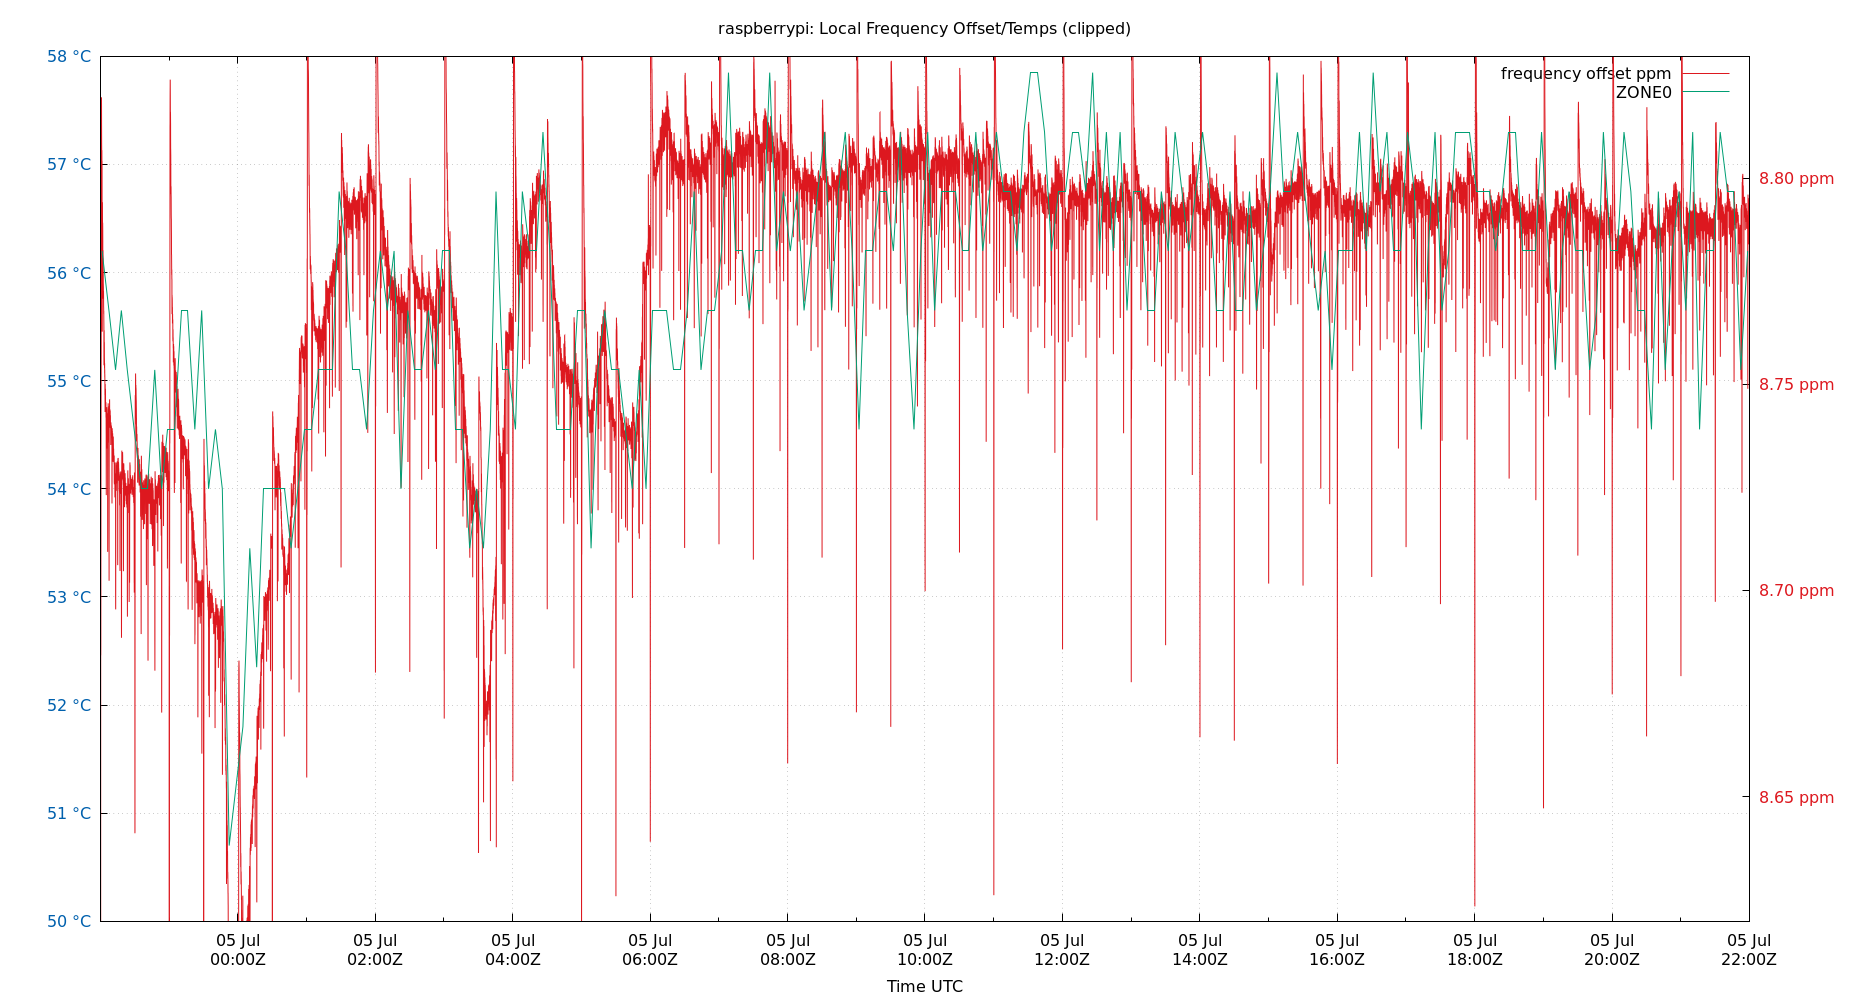 raspberrypi: Local Frequency Offset/Temps (clipped)
58 °C
57 °C
56 °C
55 °C
54 °C
53 °C
52 °C
51 °C
50 °C
frequency offset ppm
ZONE0
8.80 ppm
8.75 ppm
8.70 ppm
8.65 ppm
05 Jul
00:00Z
05 Jul
02:00Z
05 Jul
04:00Z
05 Jul
06:00Z
05 Jul
08:00Z
05 Jul
10:00Z
05 Jul
12:00Z
05 Jul
14:00Z
05 Jul
16:00Z
05 Jul
18:00Z
05 Jul
20:00Z
05 Jul
22:00Z
Time UTC